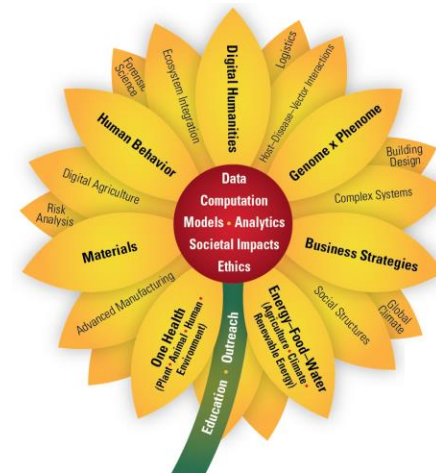 Data
Computation
Models • Analytics
Societal Impacts
Ethics
Digital Humanities
Logistics
Host–Disease–Vector Interactions
Genome x Phenome
Building
Design
Complex Systems
Business Strategies
Global
Climate
Social Structures
Energy–Food–Water
(Agriculture • Climate •
Renewable Energy)
Education • Outreach
One Health
(Plant • Animal • Human •
Environment)
Advanced Manufacturing
Materials
Risk
Analysis
Digital Agriculture
Human Behavior
Forensic
Science
Ecosystem Integration